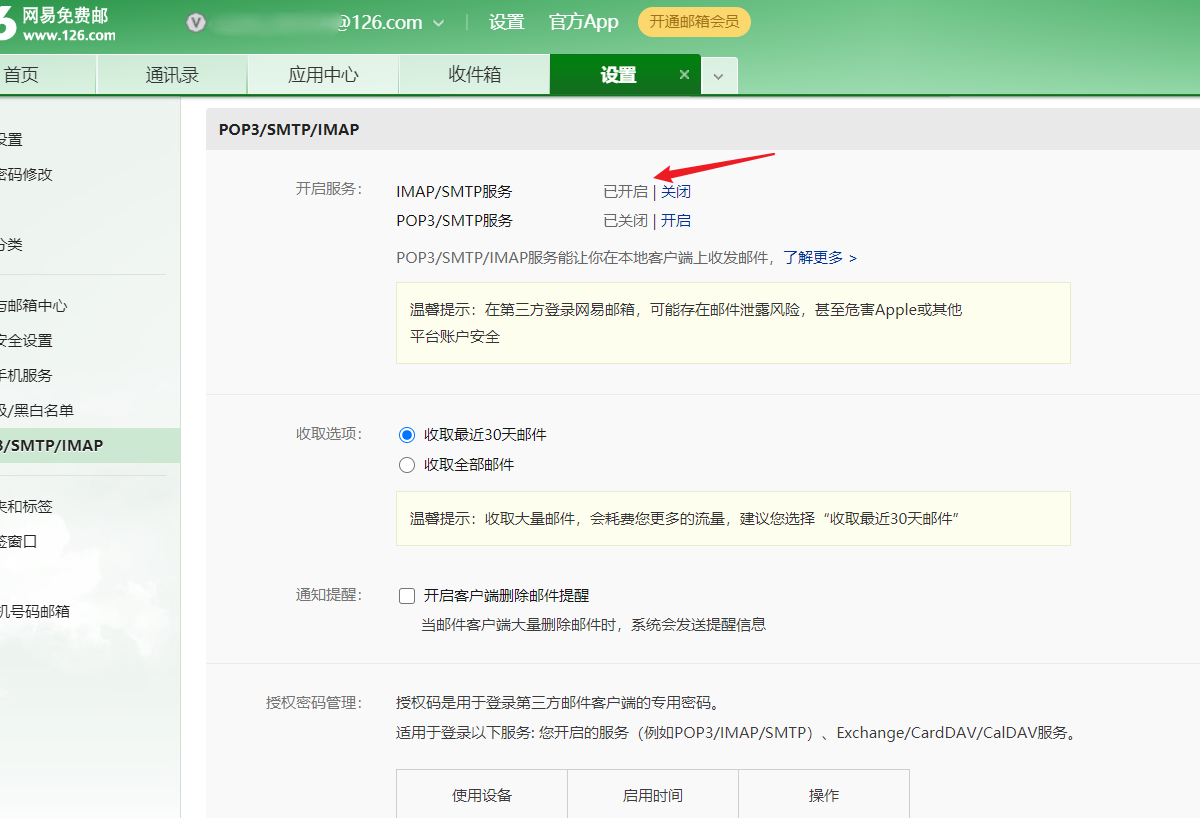 网易免费邮
www.126.com
@126.com
设置
官方App
开通邮箱会员
首页
通讯录
应用中心
收件箱
设置
设置
密码修改
分类
与邮箱中心
安全设置
手机服务
及/黑白名单
3/SMTP/IMAP
夹和标签
签窗口
机号码邮箱
POP3/SMTP/IMAP
开启服务：
IMAP/SMTP服务 已开启 | 关闭
POP3/SMTP服务 已关闭 | 开启
POP3/SMTP/IMAP服务能让你在本地客户端上收发邮件，了解更多 >
温馨提示：在第三方登录网易邮箱，可能存在邮件泄露风险，甚至危害Apple或其他
平台账户安全
收取选项：
收取最近30天邮件
收取全部邮件
温馨提示：收取大量邮件，会耗费您更多的流量，建议您选择“收取最近30天邮件”
通知提醒：
开启客户端删除邮件提醒
当邮件客户端大量删除邮件时，系统会发送提醒信息
授权密码管理：
授权码是用于登录第三方邮件客户端的专用密码。
适用于登录以下服务: 您开启的服务（例如POP3/IMAP/SMTP）、Exchange/CardDAV/CalDAV服务。
使用设备 启用时间 操作